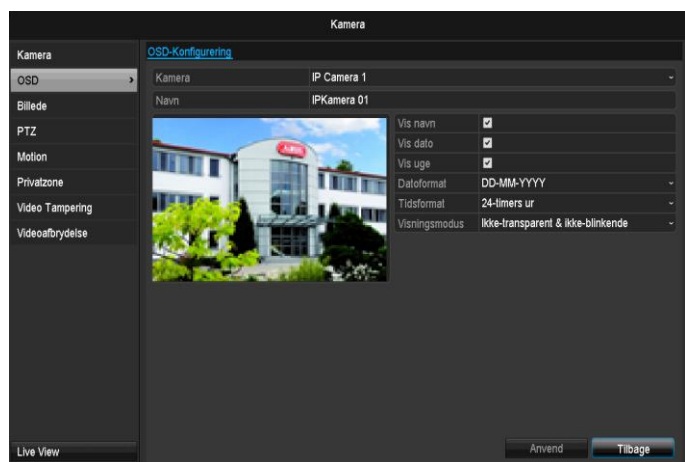 Kamera
Kamera
OSD
Billede
PTZ
Motion
Privatzone
Video Tampering
Videoafbrydelse
Live View
OSD-Konfigurering
Kamera IP Camera 1
Navn IPKamera 01
ABUS
Vis navn
Vis dato
Vis uge
Datoformat DD-MM-YYYY
Tidsformat 24-timers ur
Visningsmodus Ikke-transparent & ikke-blinkende
Anvend Tilbage